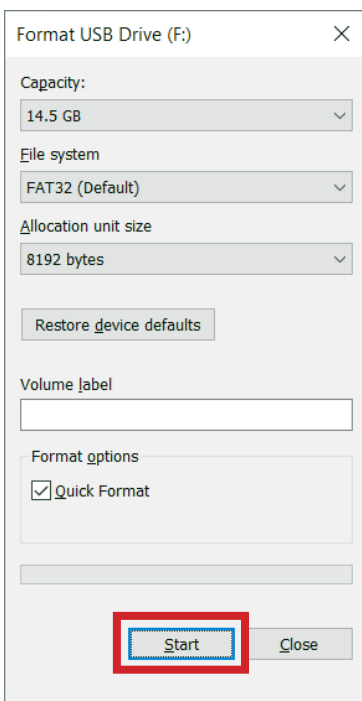 Format USB Drive (F:)
Capacity:
14.5 GB
File system
FAT32 (Default)
Allocation unit size
8192 bytes
Restore device defaults
Volume label
Format options
Quick Format
Start Close